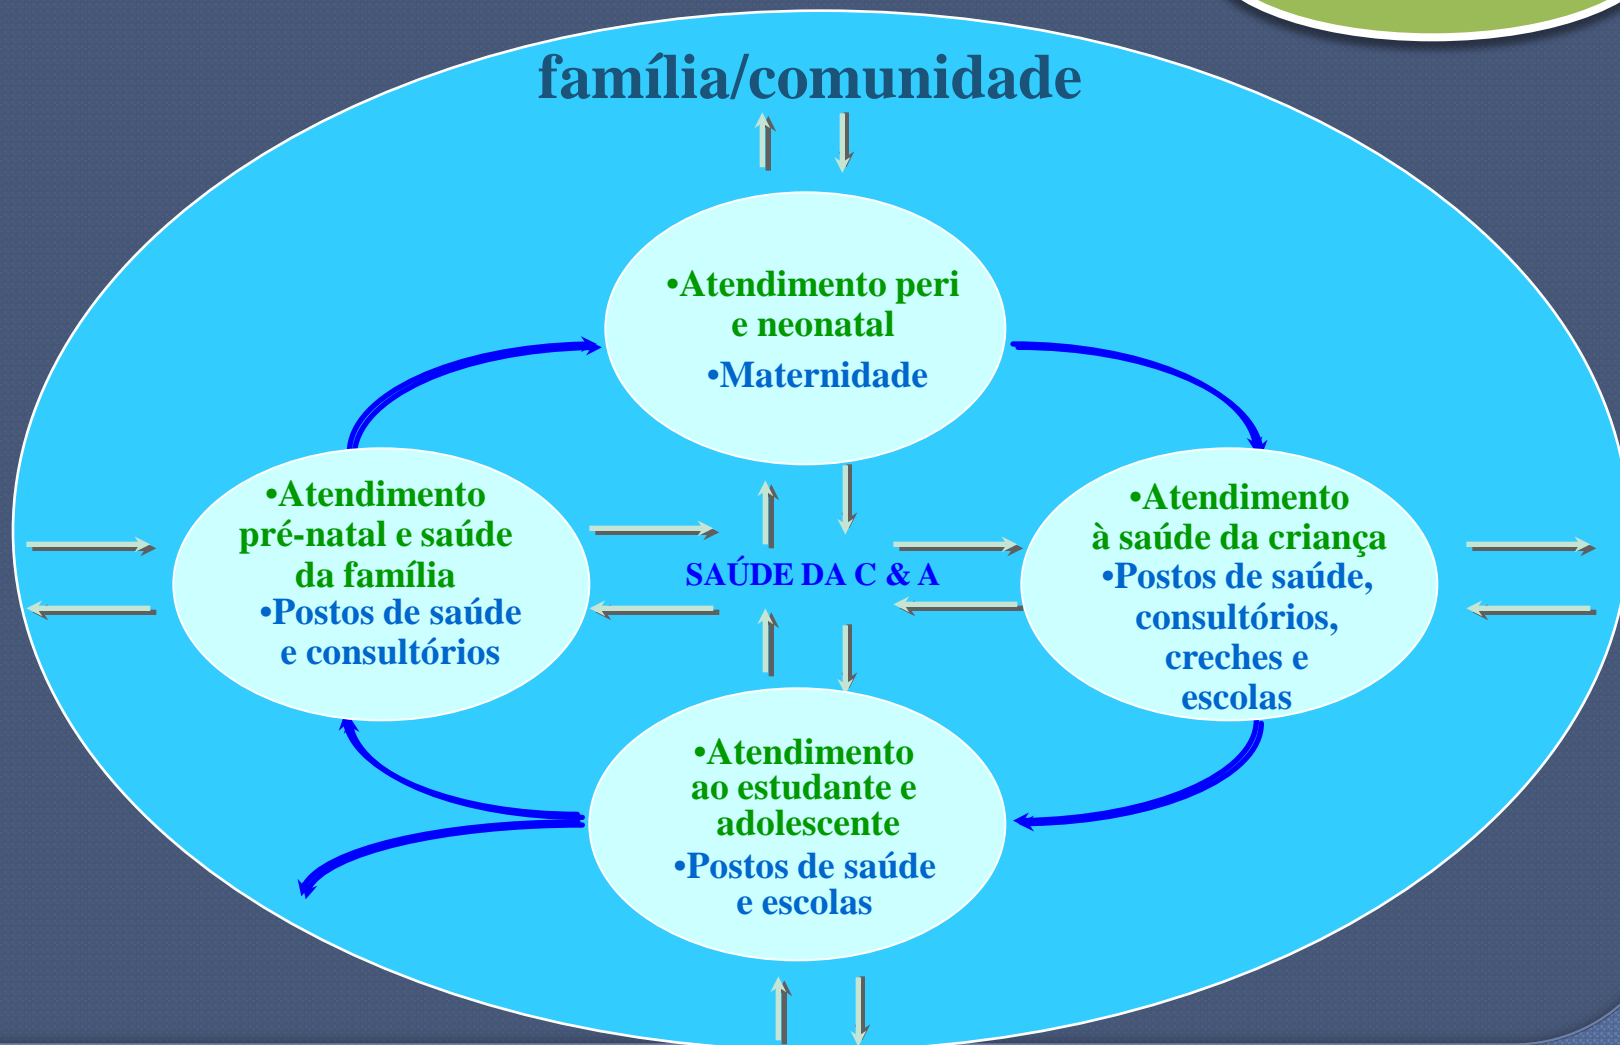 família/comunidade
•Atendimento peri
e neonatal
•Maternidade
•Atendimento
pré-natal e saúde
da família
•Postos de saúde
e consultórios
SAÚDE DA C & A
•Atendimento
à saúde da criança
•Postos de saúde,
consultórios,
creches e
escolas
•Atendimento
ao estudante e
adolescente
•Postos de saúde
e escolas